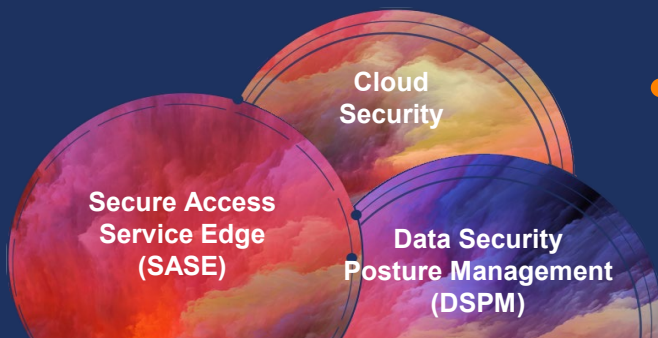 Cloud
Security
Secure Access
Service Edge
(SASE)
Data Security
Posture Management
(DSPM)